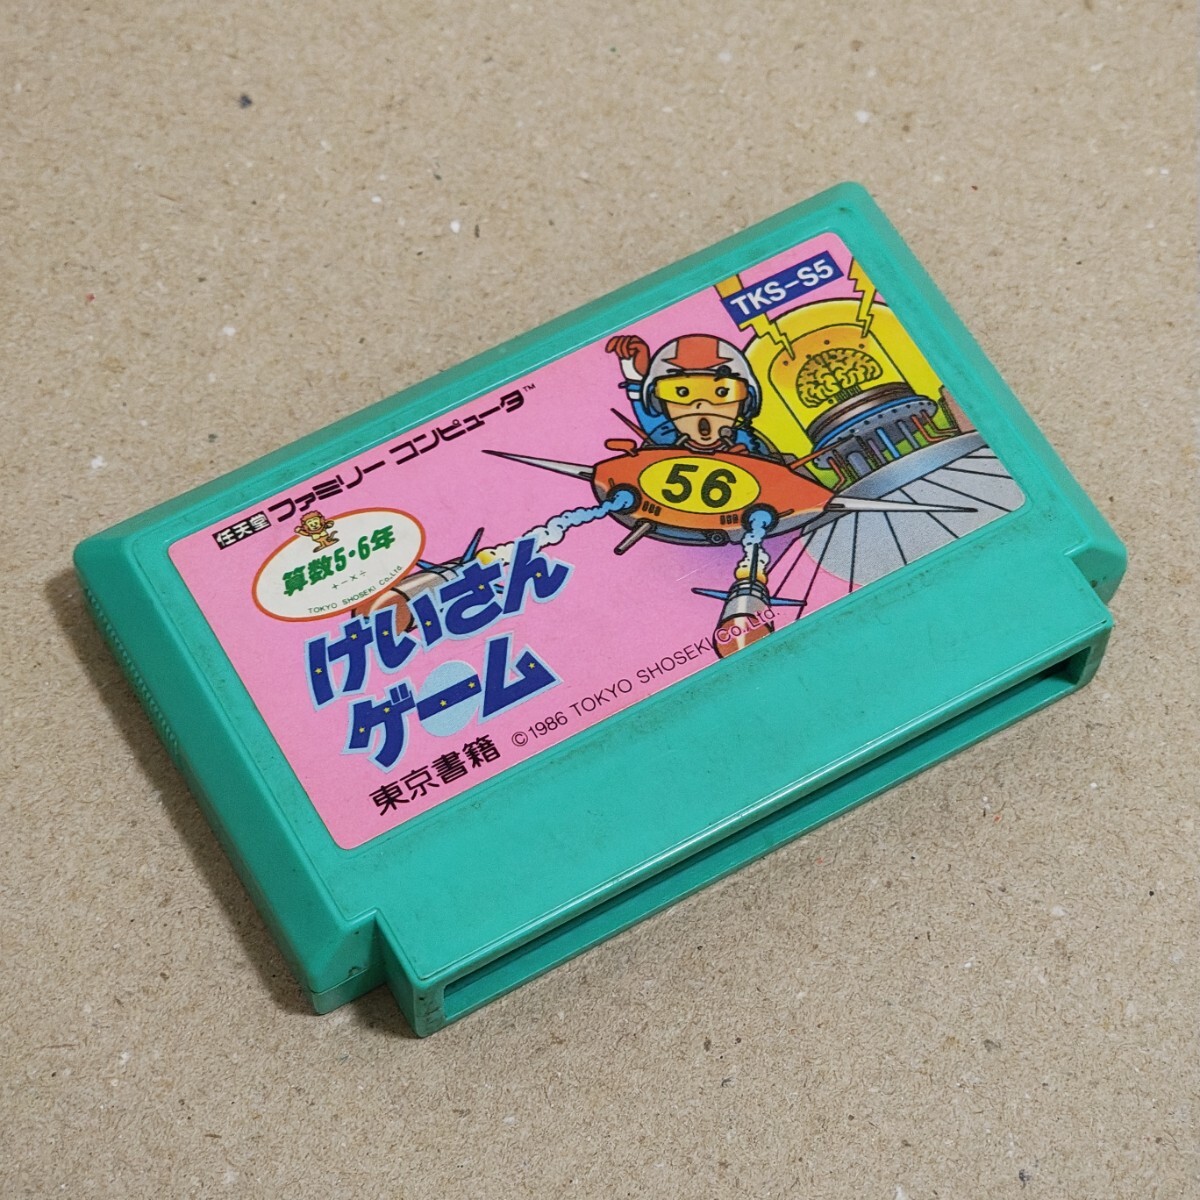 TKS-S5
任天堂 ファミリー コンピュータ™
56
算数5・6年
+-×÷
TOKYO SHOSEKI Co.,Ltd.
けいさん
ゲーム
東京書籍 ©1986 TOKYO SHOSEKI Co., Ltd.